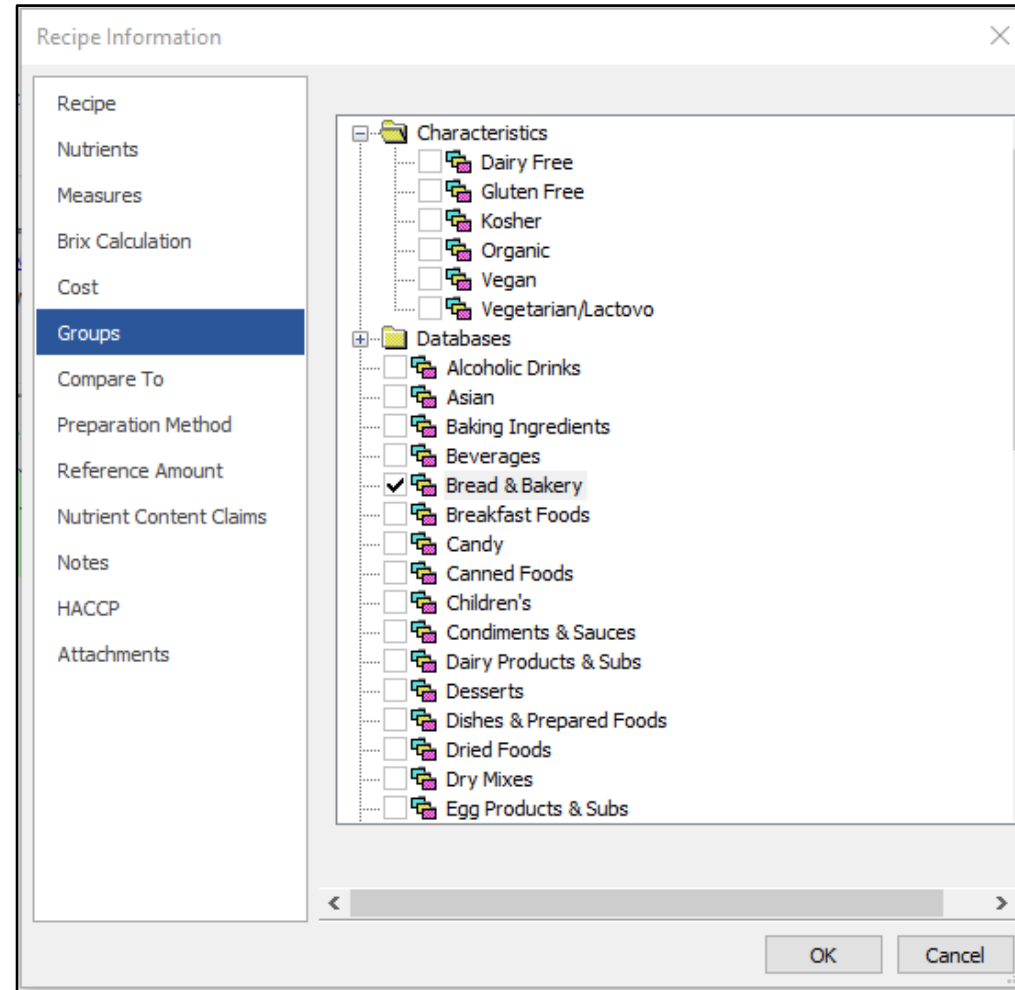 Recipe Information
Recipe
Nutrients
Measures
Brix Calculation
Cost
Groups
Compare To
Preparation Method
Reference Amount
Nutrient Content Claims
Notes
HACCP
Attachments
Characteristics
Dairy Free
Gluten Free
Kosher
Organic
Vegan
Vegetarian/Lactovo
Databases
Alcoholic Drinks
Asian
Baking Ingredients
Beverages
Bread & Bakery
Breakfast Foods
Candy
Canned Foods
Children's
Condiments & Sauces
Dairy Products & Subs
Desserts
Dishes & Prepared Foods
Dried Foods
Dry Mixes
Egg Products & Subs
OK
Cancel